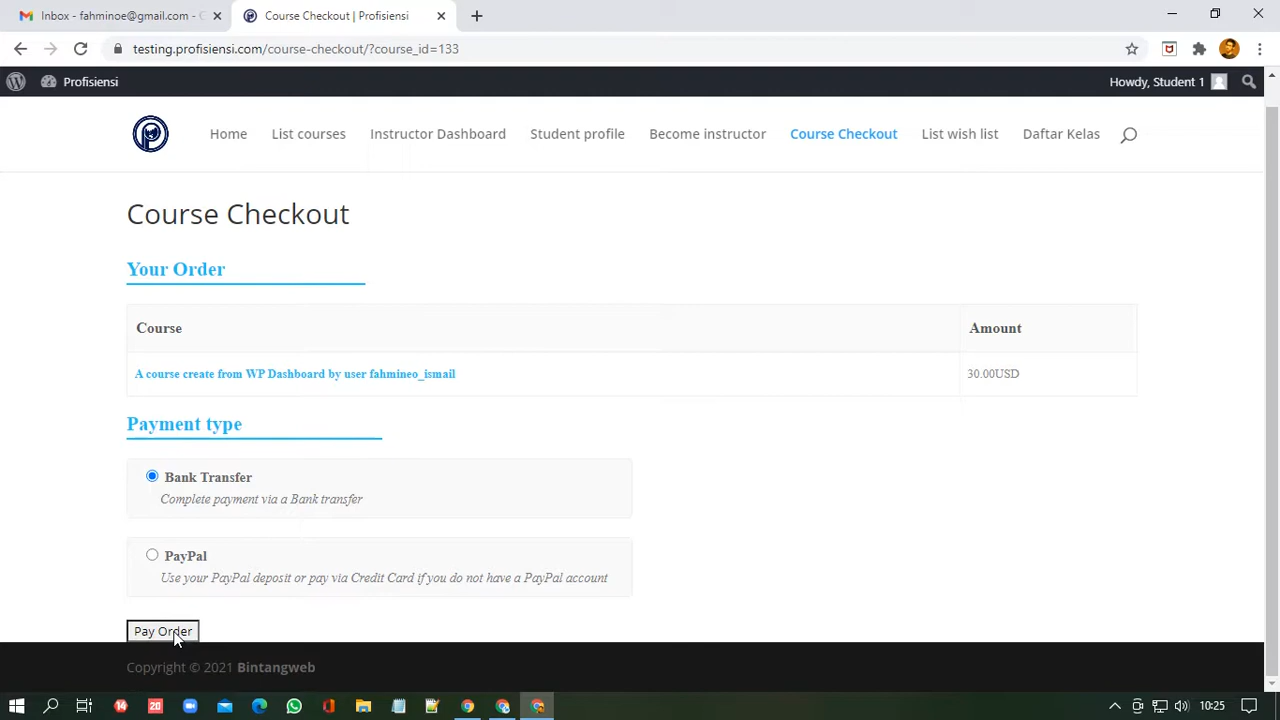 Inbox - fahminoe@gmail.com - G
Course Checkout | Profisiensi
testing.profisiensi.com/course-checkout/?course_id=133
Profisiensi
Howdy, Student 1
Home
List courses
Instructor Dashboard
Student profile
Become instructor
Course Checkout
List wish list
Daftar Kelas
Course Checkout
Your Order
Course
Amount
A course create from WP Dashboard by user fahmineo_ismail
30.00USD
Payment type
Bank Transfer
Complete payment via a Bank transfer
PayPal
Use your PayPal deposit or pay via Credit Card if you do not have a PayPal account
Pay Order
Copyright © 2021 Bintangweb
14
20
10:25